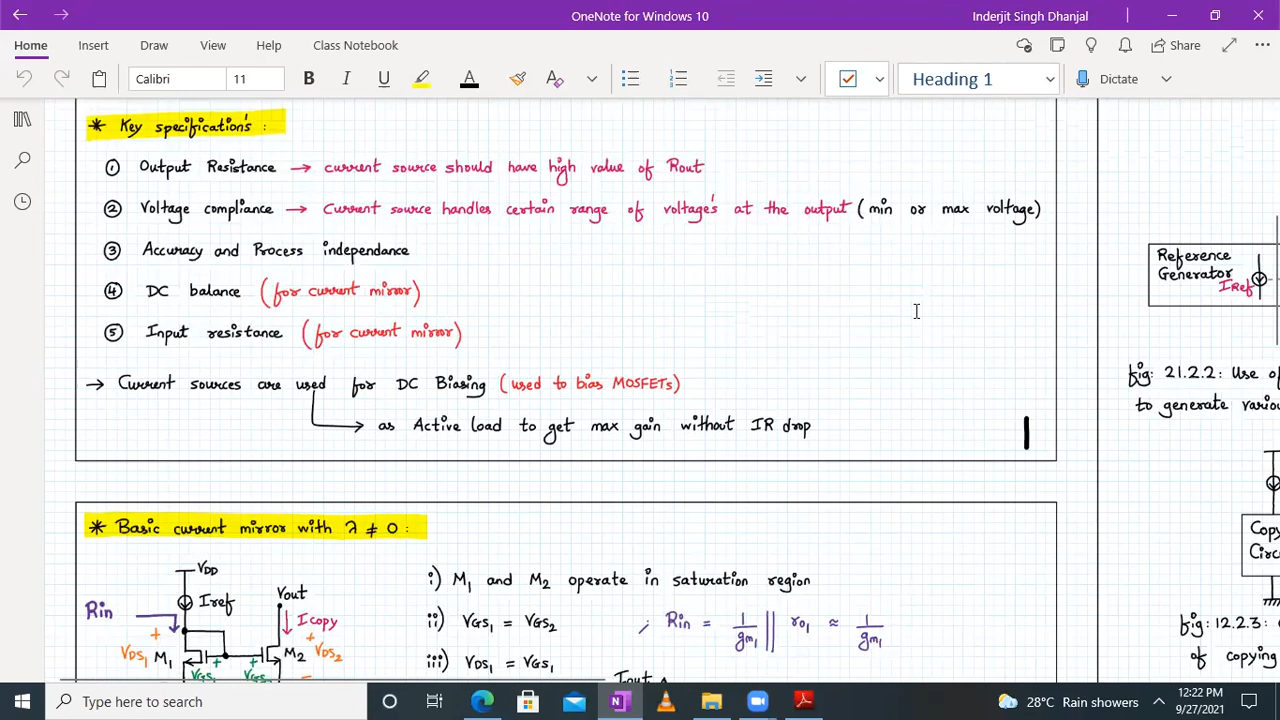 OneNote for Windows 10
Inderjit Singh Dhanjal
Home Insert Draw View Help Class Notebook
Share
Calibri 11 B I U A Heading 1 Dictate
* Key specification's :
① Output Resistance → current source should have high value of Rout
② Voltage compliance → Current source handles certain range of voltage's at the output (min or max voltage)
③ Accuracy and Process independance
④ DC balance (for current mirror)
⑤ Input resistance (for current mirror)
→ Current sources are used for DC Biasing (used to bias MOSFETs)
→ as Active load to get max gain without IR drop
* Basic current mirror with λ ≠ 0 :
VDD
Iref
Vout
Rin
Icopy
+
+
VDS1
M1
+
VGS1
+
M2
VDS2
−
i) M1 and M2 operate in saturation region
ii) VGS1 = VGS2 ; Rin = 1/gm1 || ro1 ≈ 1/gm1
iii) VDS1 = VGS1
Reference
Generator
IRef
fig: 21.2.2: Use of
to generate variou
Copy
Circ
fig: 12.2.3:
of copying
Type here to search
28°C Rain showers
12:22 PM
9/27/2021